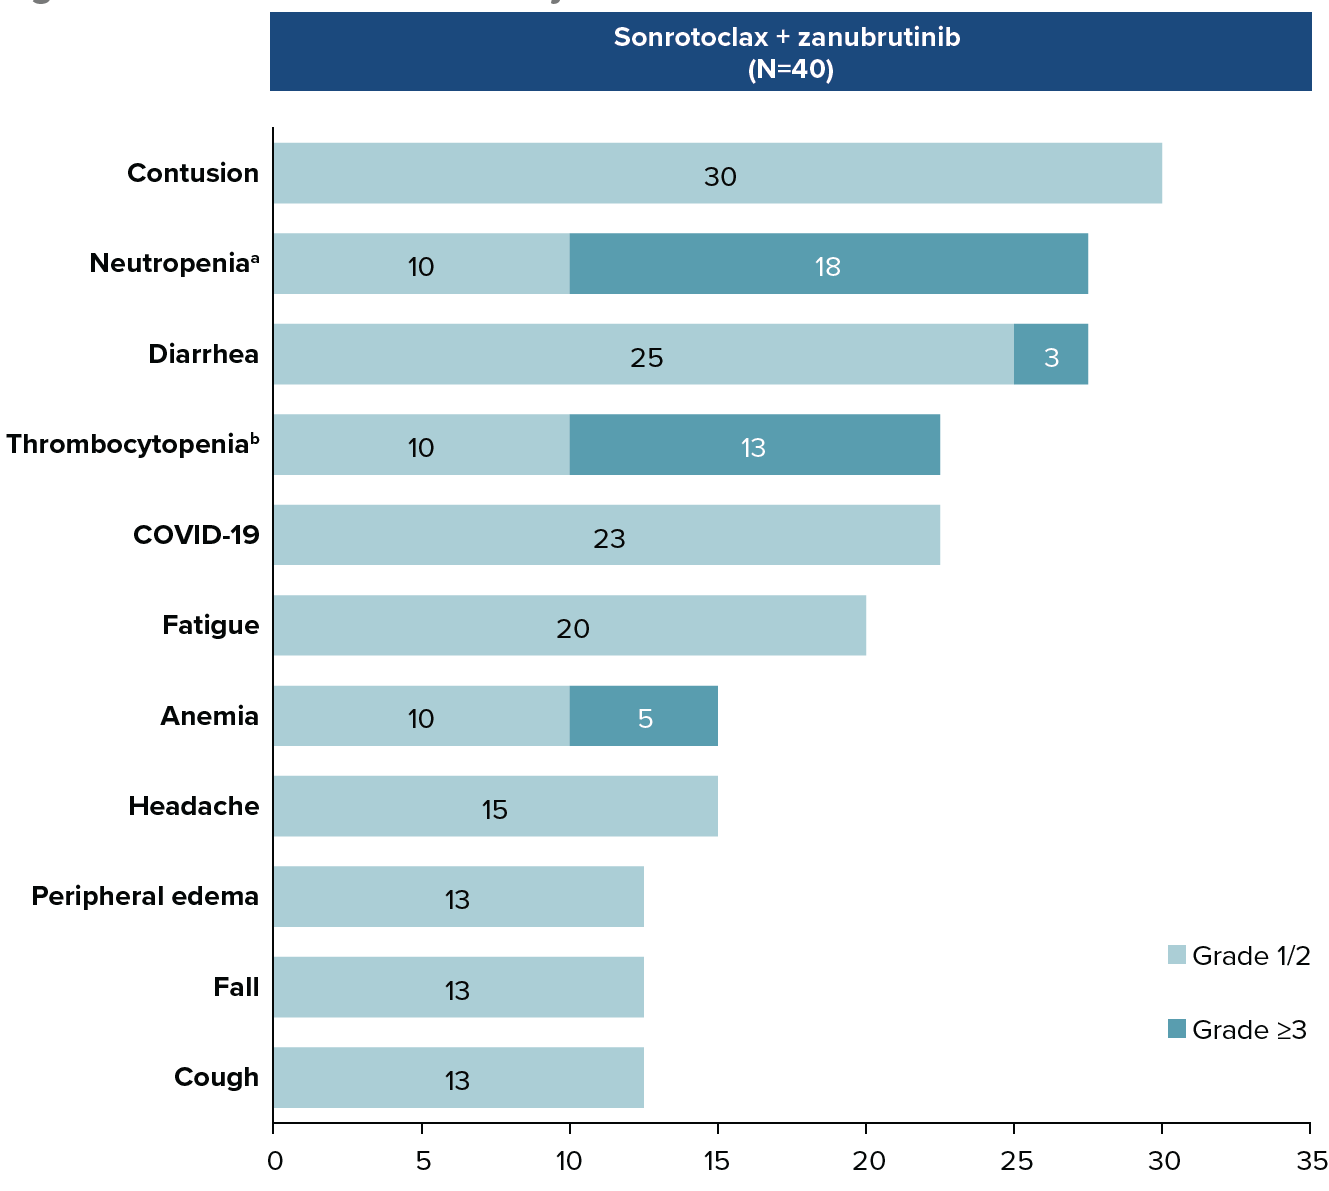 Sonrotoclax + zanubrutinib
(N=40)
Contusion 30
Neutropeniaᵃ 10 18
Diarrhea 25 3
Thrombocytopeniaᵇ 10 13
COVID-19 23
Fatigue 20
Anemia 10 5
Headache 15
Peripheral edema 13
Fall 13
Cough 13
Grade 1/2
Grade ≥3
0 5 10 15 20 25 30 35